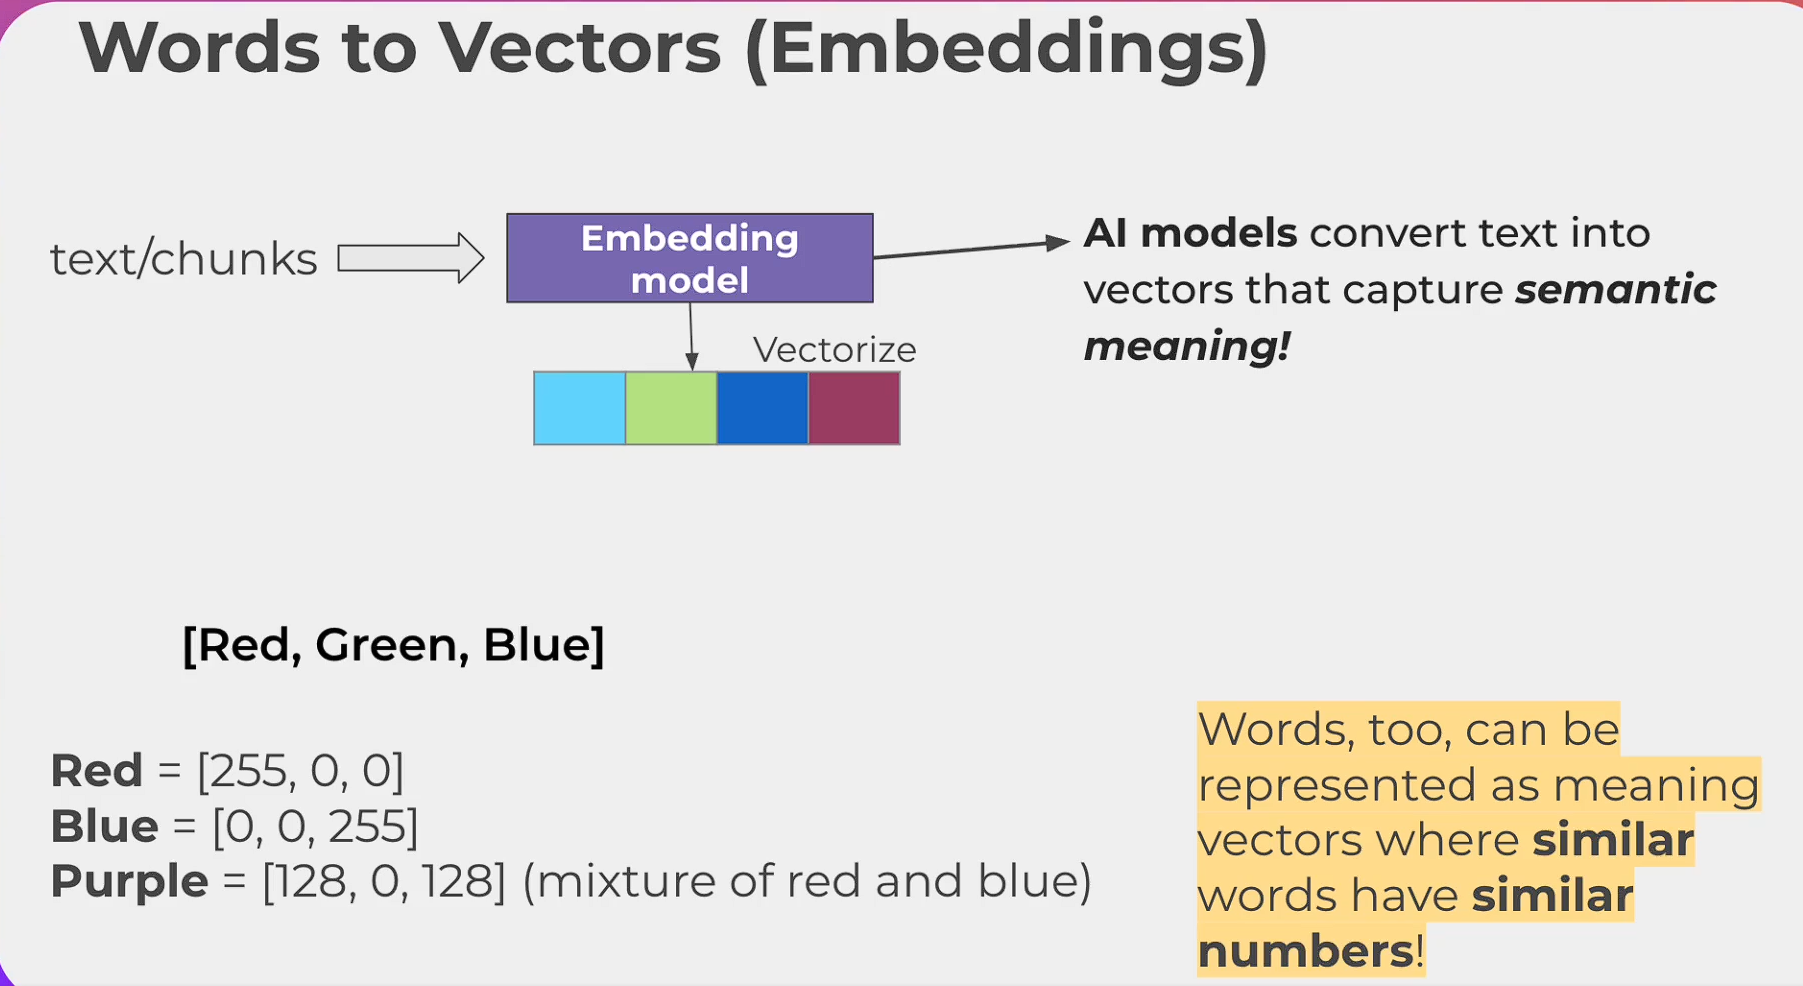 Words to Vectors (Embeddings)
text/chunks
Embedding
model
Vectorize
AI models convert text into
vectors that capture semantic
meaning!
[Red, Green, Blue]
Red = [255, 0, 0]
Blue = [0, 0, 255]
Purple = [128, 0, 128] (mixture of red and blue)
Words, too, can be
represented as meaning
vectors where similar
words have similar
numbers!